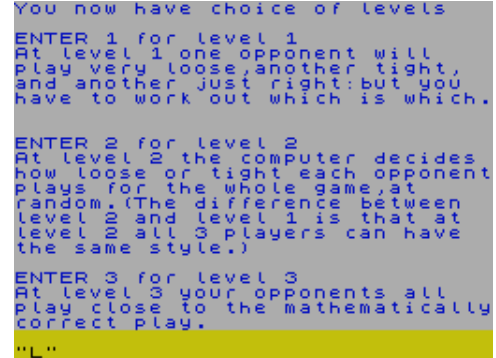 You now have choice of levels
ENTER 1 for level 1
At level 1 one opponent will
play very loose,another tight,
and another just right:but you
have to work out which is which.
ENTER 2 for level 2
At level 2 the computer decides
how loose or tight each opponent
plays for the whole game,at
random.(The difference between
level 2 and level 1 is that at
level 2 all 3 players can have
the same style.)
ENTER 3 for level 3
At level 3 your opponents all
play close to the mathematically
correct play.
"L"